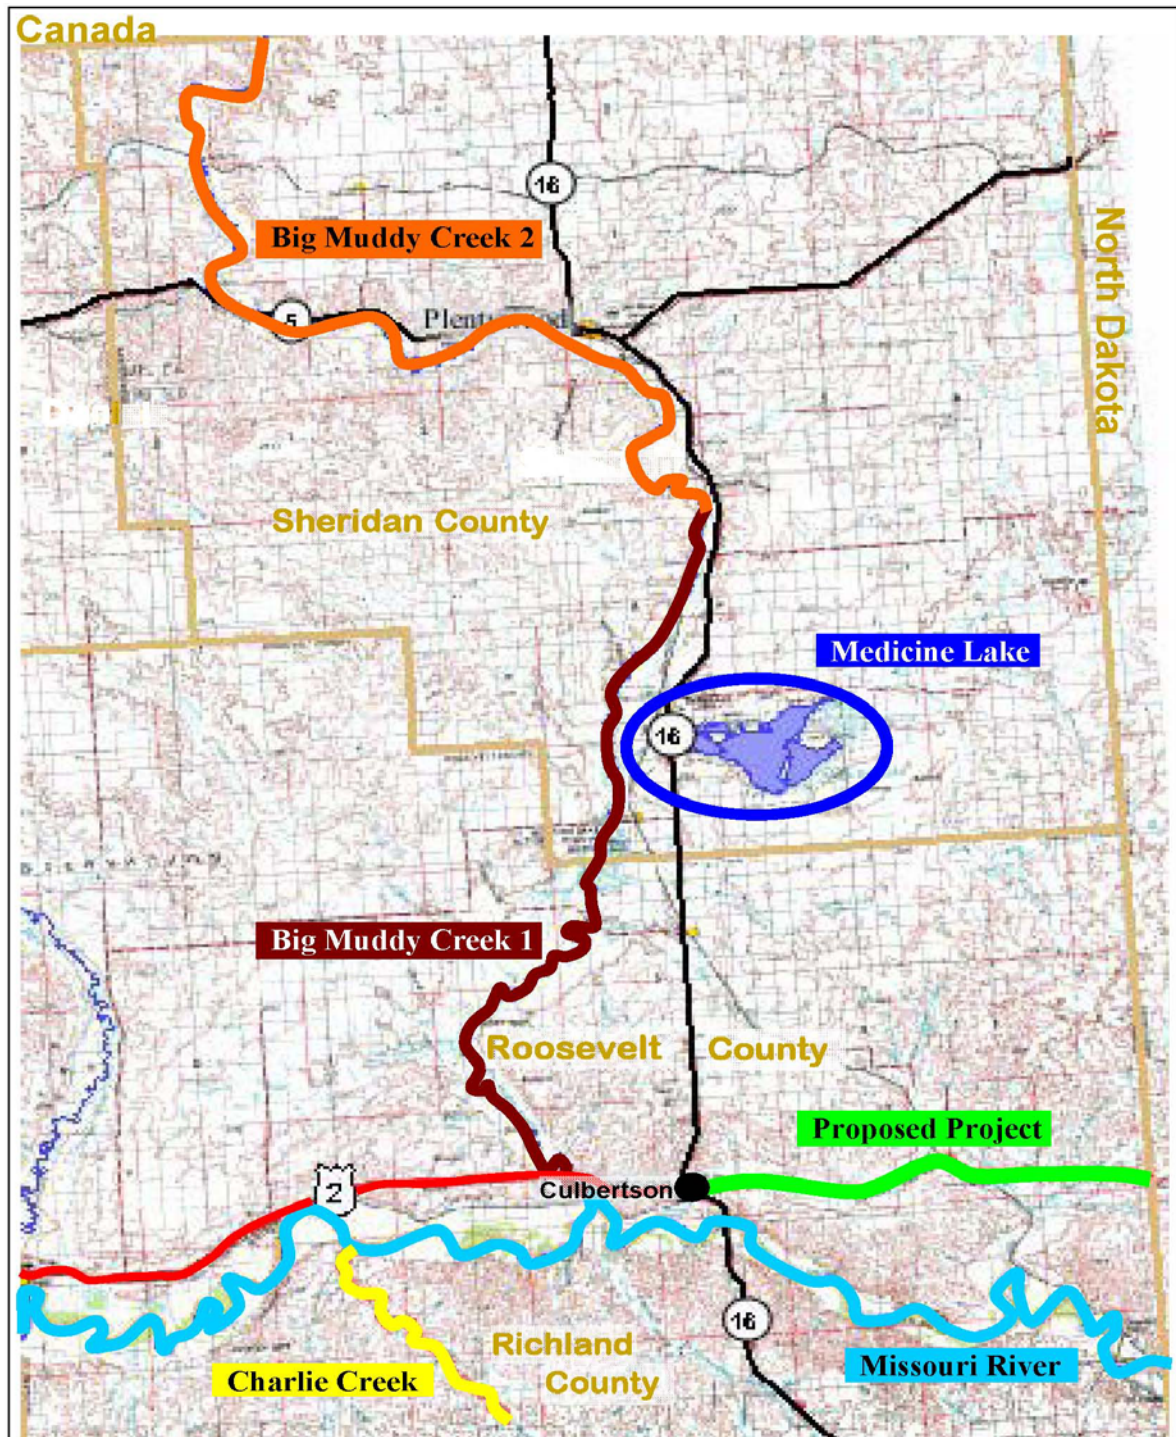 Canada
16
Big Muddy Creek 2
North Dakota
5
Sheridan County
Medicine Lake
16
Big Muddy Creek 1
Roosevelt County
Proposed Project
2
Culbertson
16
Richland
County
Missouri River
Charlie Creek